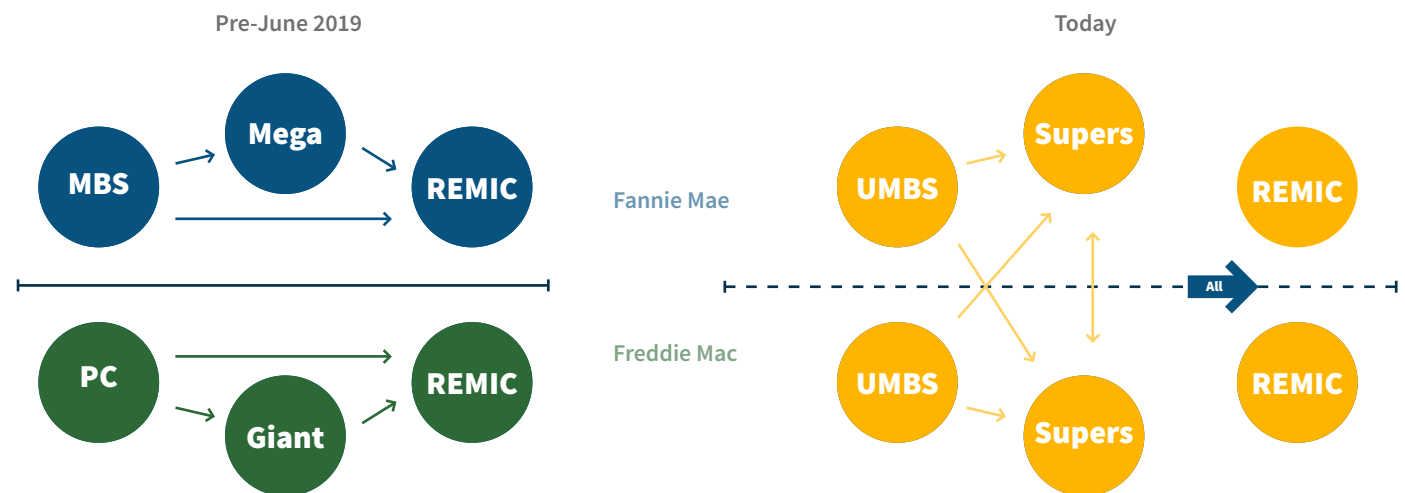 Pre-June 2019
Today
Mega
MBS
REMIC
Fannie Mae
Supers
UMBS
REMIC
All
PC
REMIC
Giant
Freddie Mac
UMBS
REMIC
Supers